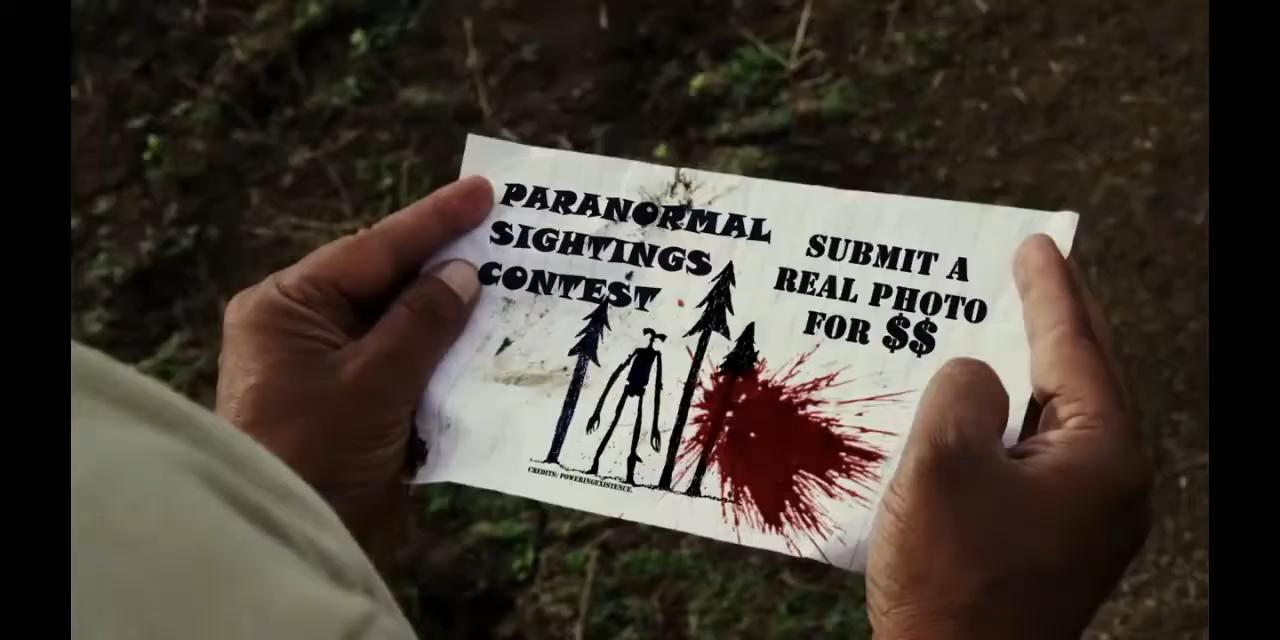 PARANORMAL
SIGHTINGS
CONTEST
SUBMIT A
REAL PHOTO
FOR $$
CREDITS: POWERINGEXISTENCE.